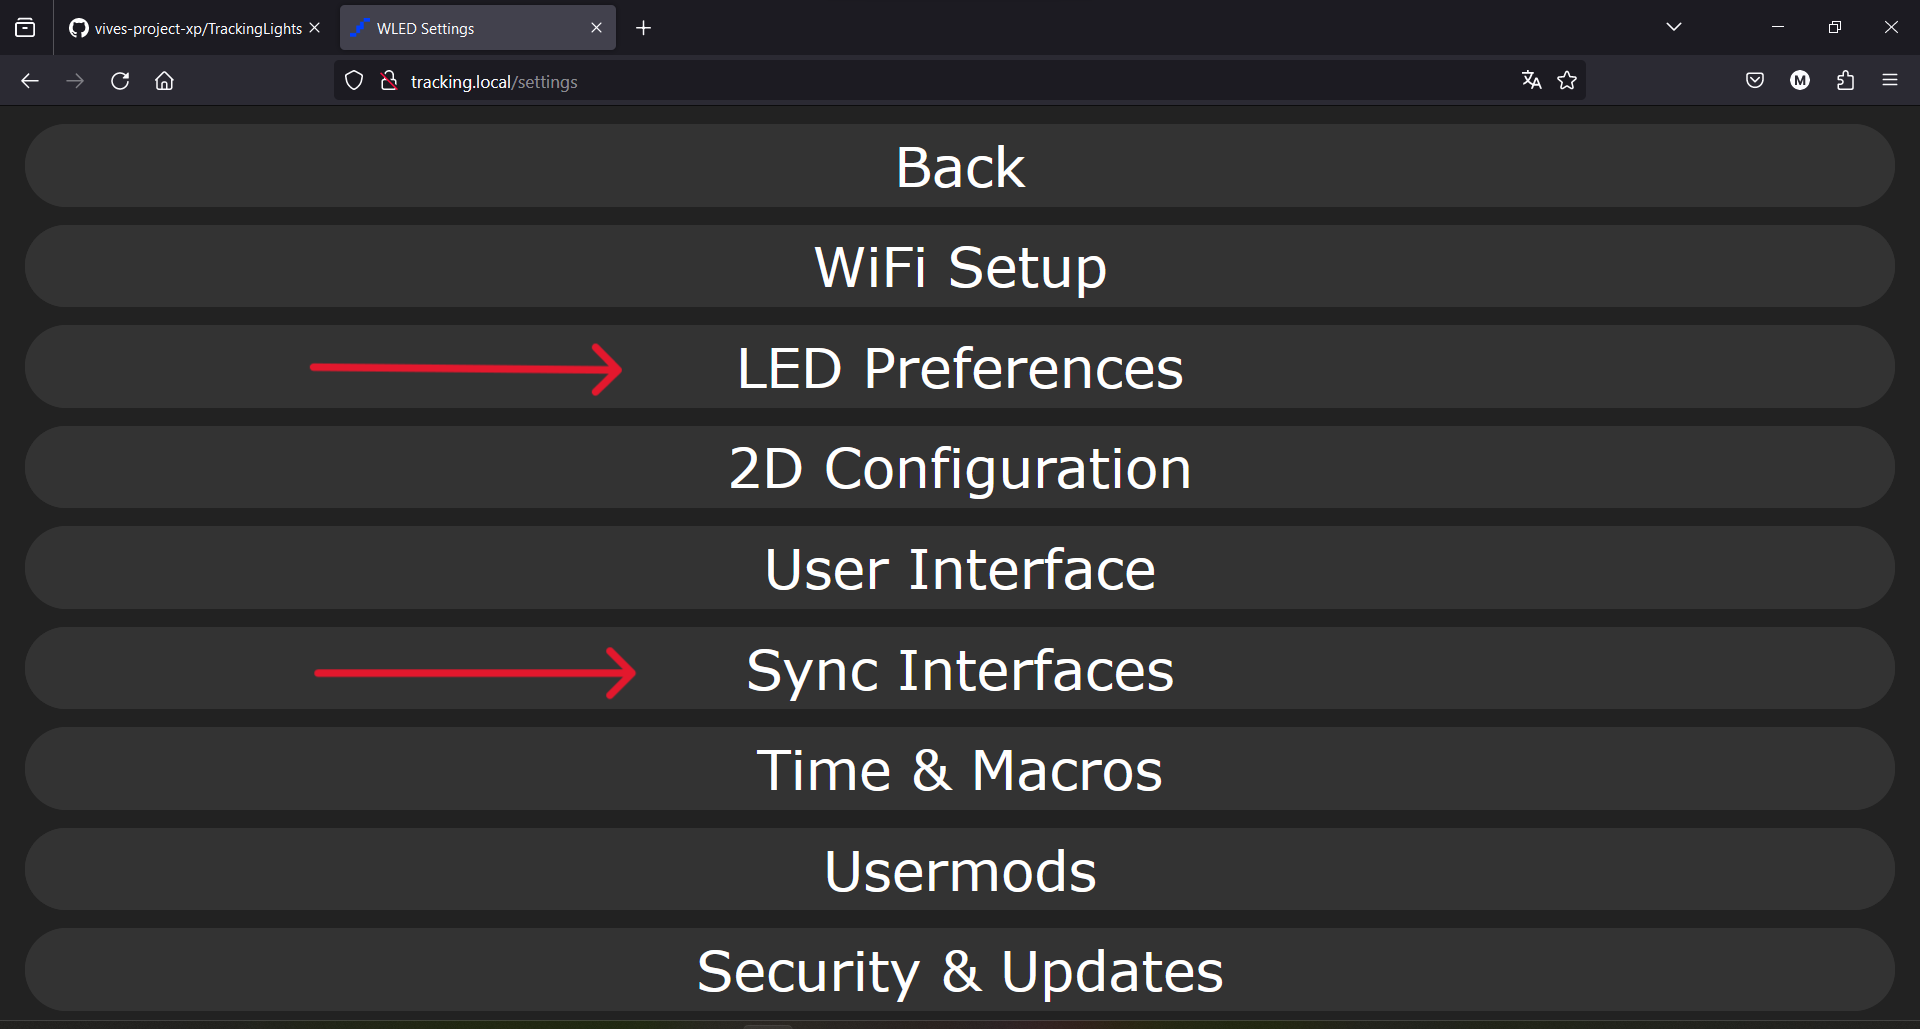 vives-project-xp/TrackingLights
WLED Settings
tracking.local/settings
M
Back
WiFi Setup
LED Preferences
2D Configuration
User Interface
Sync Interfaces
Time & Macros
Usermods
Security & Updates